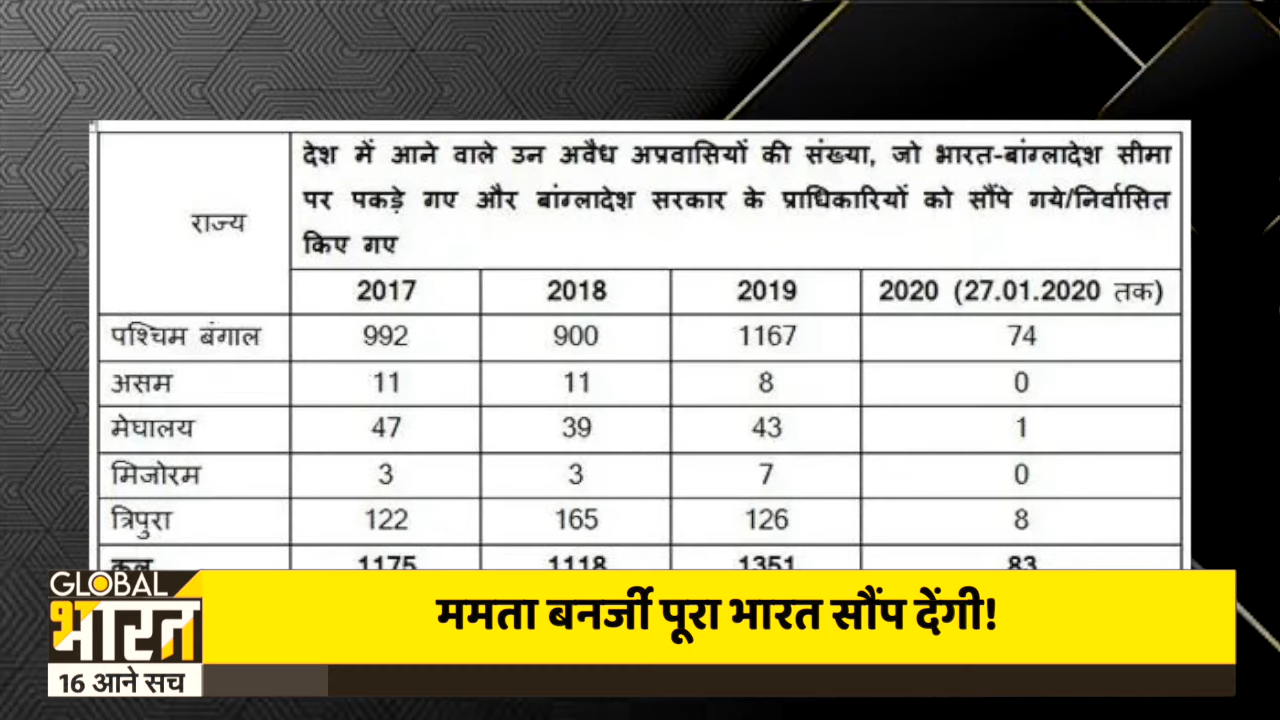 राज्य
देश में आने वाले उन अवैध अप्रवासियों की संख्या, जो भारत-बांग्लादेश सीमा
पर पकड़े गए और बांग्लादेश सरकार के प्राधिकारियों को सौंपे गये/निर्वासित
किए गए
2017 2018 2019 2020 (27.01.2020 तक)
पश्चिम बंगाल 992 900 1167 74
असम 11 11 8 0
मेघालय 47 39 43 1
मिजोरम 3 3 7 0
त्रिपुरा 122 165 126 8
कुल 1175 1118 1351 83
GLOBAL
भारत
16 आने सच
ममता बनर्जी पूरा भारत सौंप देंगी!